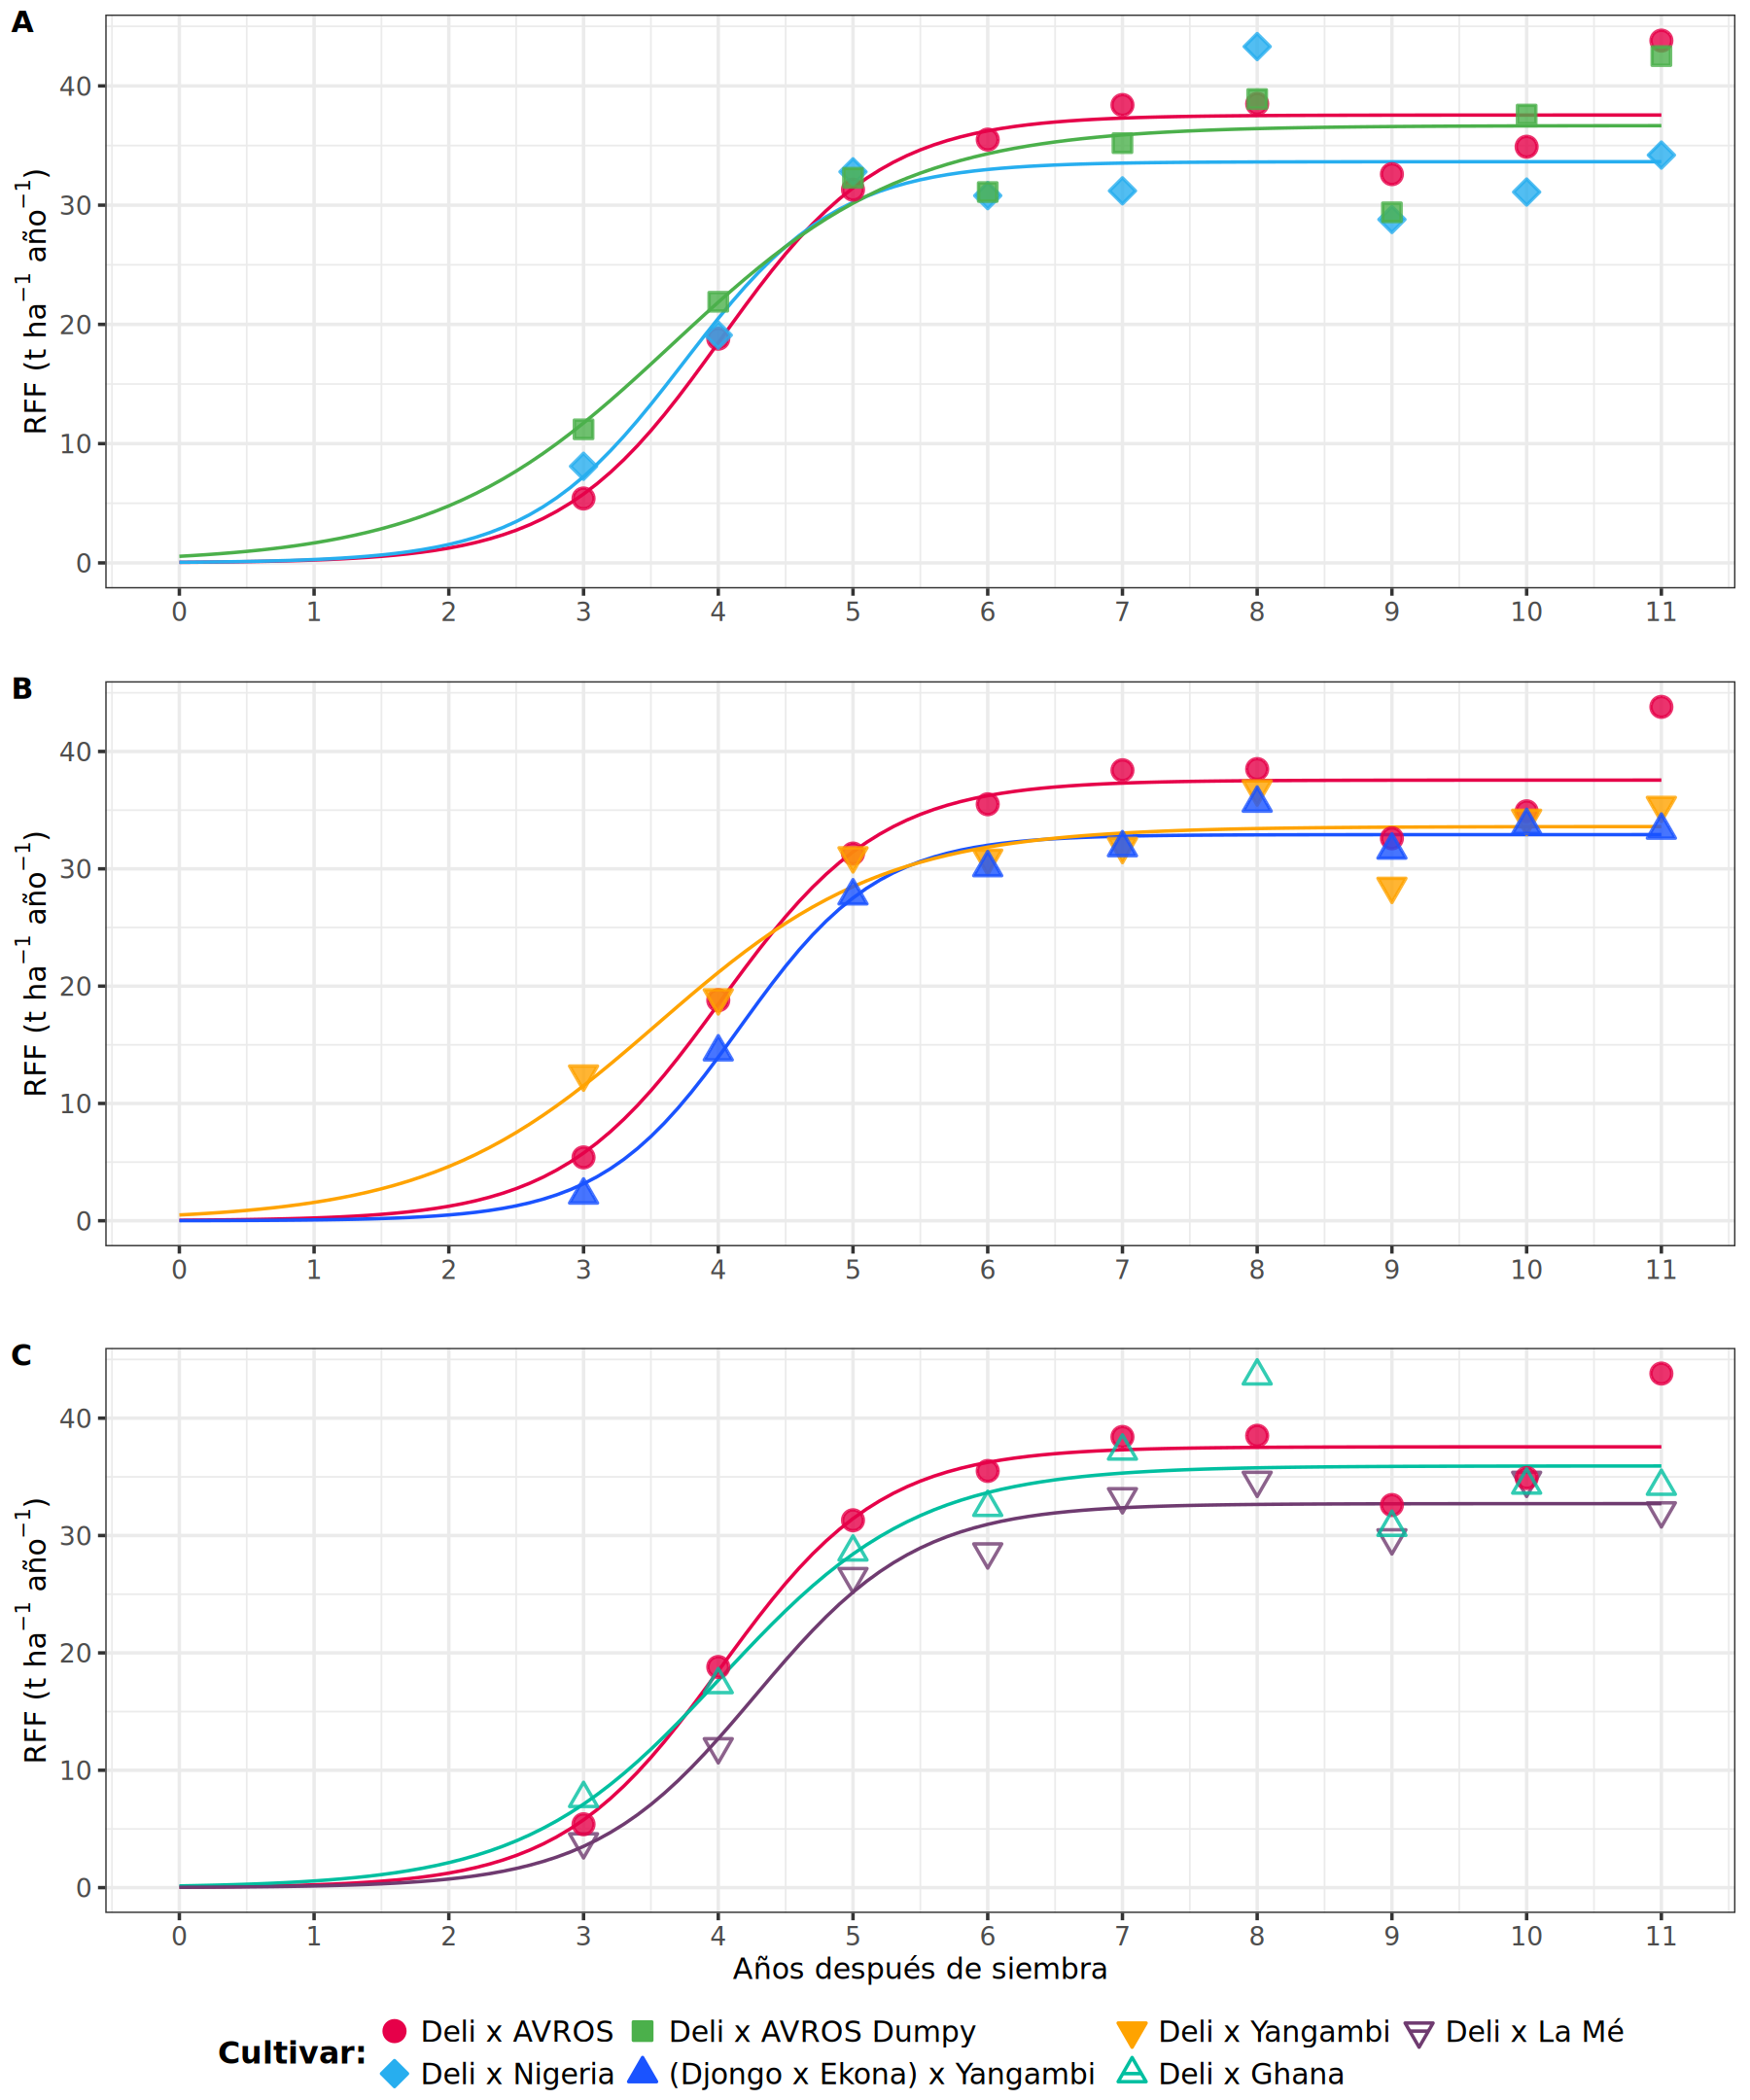 A
40
30
20
10
0
RFF (t ha⁻¹ año⁻¹)
0 1 2 3 4 5 6 7 8 9 10 11
B
40
30
20
10
0
RFF (t ha⁻¹ año⁻¹)
0 1 2 3 4 5 6 7 8 9 10 11
C
40
30
20
10
0
RFF (t ha⁻¹ año⁻¹)
0 1 2 3 4 5 6 7 8 9 10 11
Años después de siembra
Cultivar:
Deli x AVROS Deli x AVROS Dumpy Deli x Yangambi Deli x La Mé
Deli x Nigeria (Djongo x Ekona) x Yangambi Deli x Ghana